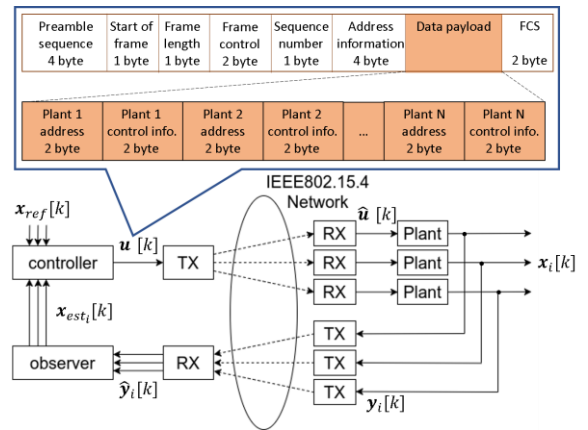 Preamble sequence 4 byte
Start of frame 1 byte
Frame length 1 byte
Frame control 2 byte
Sequence number 1 byte
Address information 4 byte
Data payload
FCS 2 byte
Plant 1 address 2 byte
Plant 1 control info. 2 byte
Plant 2 address 2 byte
Plant 2 control info. 2 byte
...
Plant N address 2 byte
Plant N control info. 2 byte
IEEE802.15.4
Network
x_ref[k]
u [k]
û [k]
controller
TX
RX
Plant
RX
Plant
RX
Plant
x_i[k]
x_est_i[k]
observer
RX
TX
TX
TX
ŷ_i[k]
y_i[k]